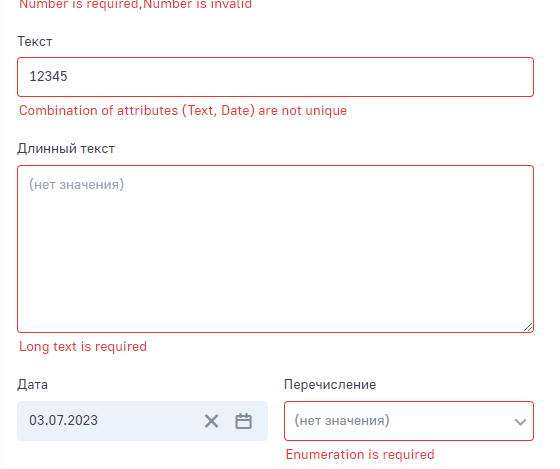 Number is required,Number is invalid
Текст
12345
Combination of attributes (Text, Date) are not unique
Длинный текст
(нет значения)
Long text is required
Дата
Перечисление
03.07.2023
(нет значения)
Enumeration is required